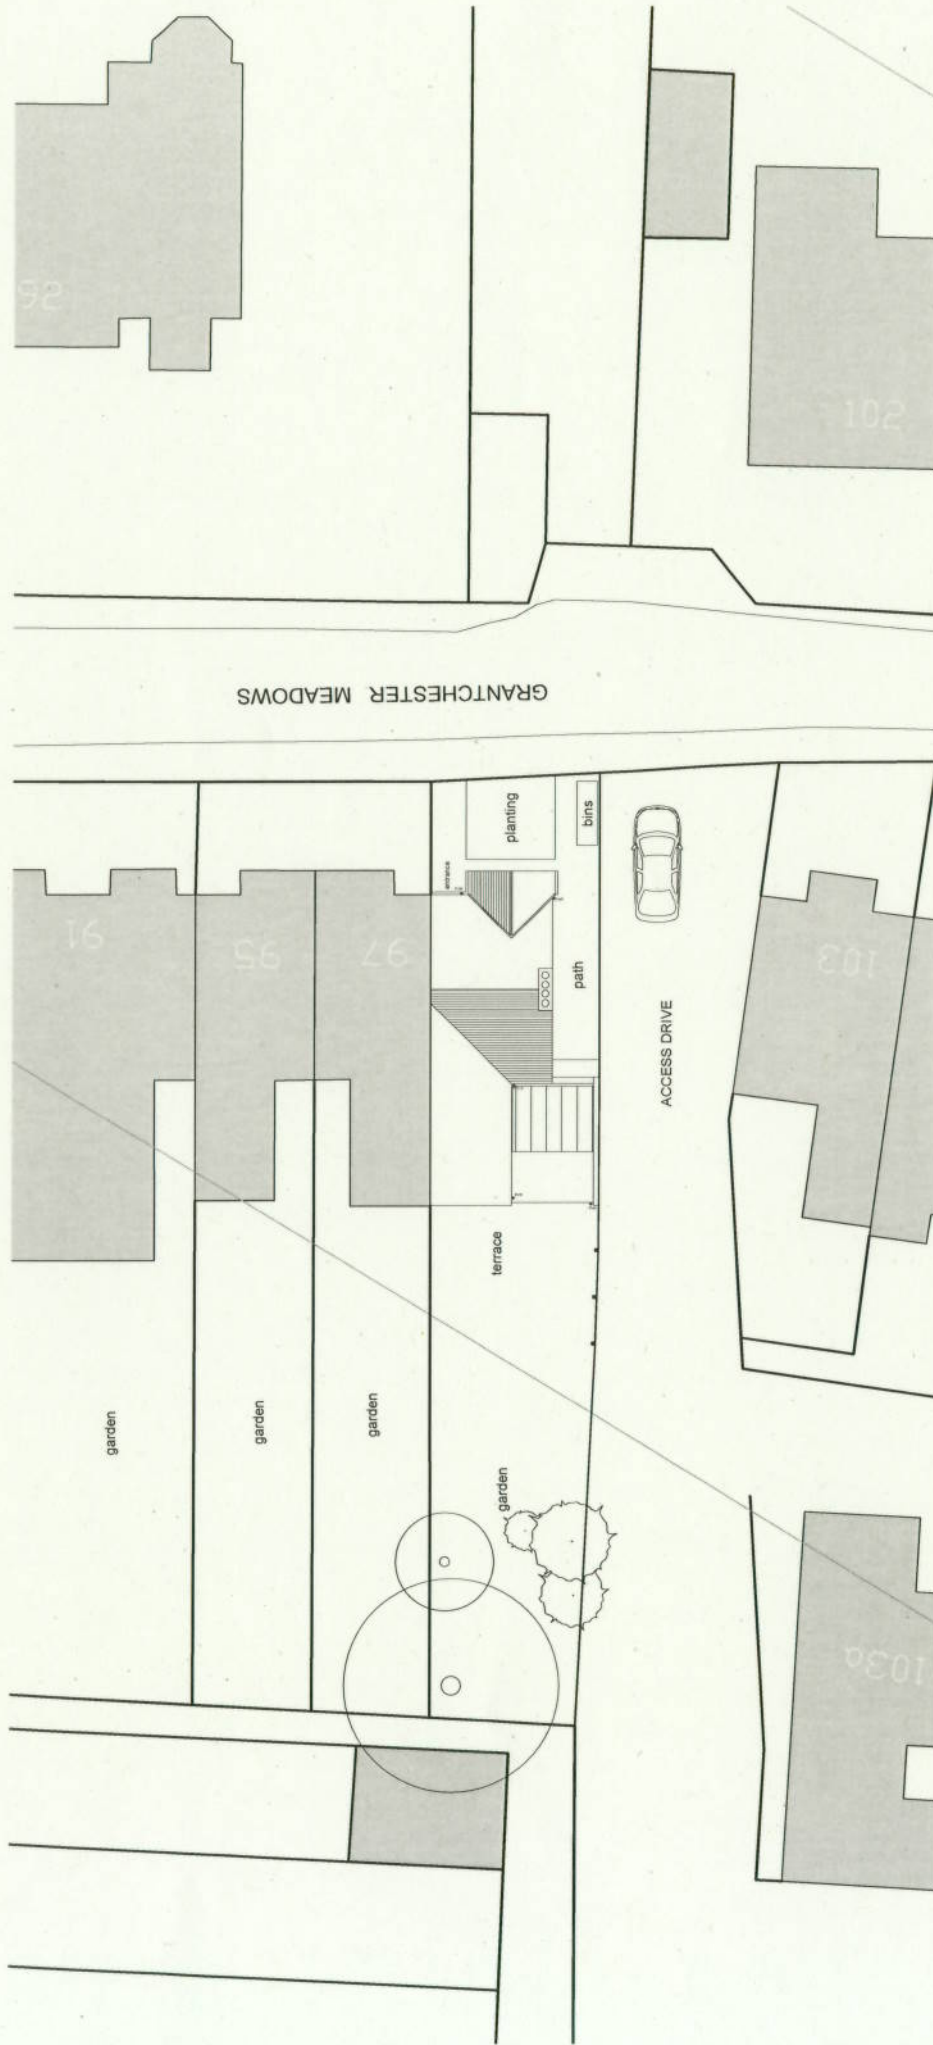 92
102
GRANTCHESTER MEADOWS
planting
bins
entrance
91
95
97
103
path
ACCESS DRIVE
terrace
garden
garden
garden
garden
103a